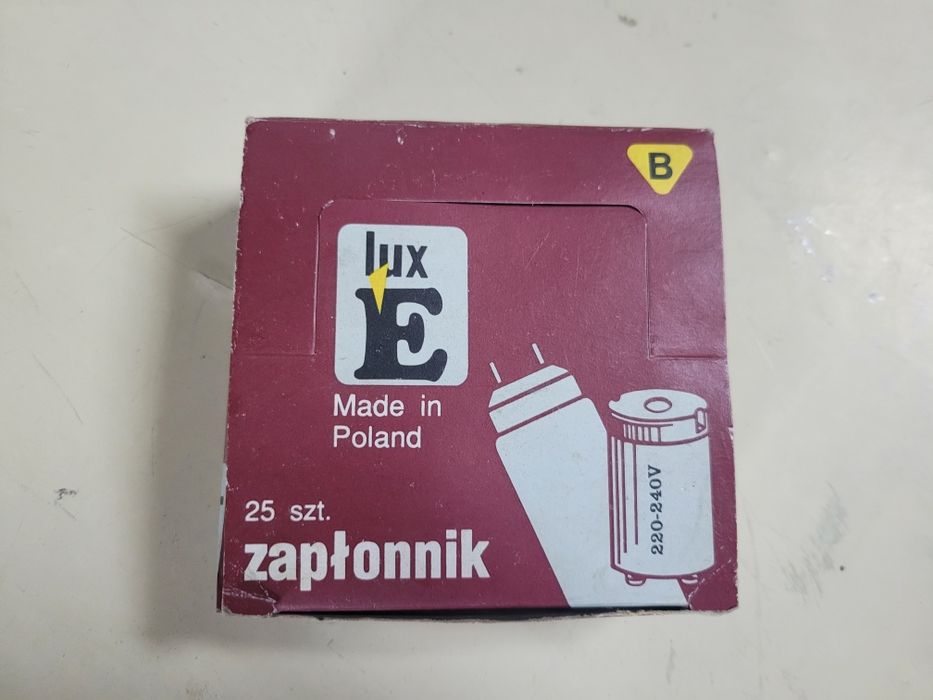 B
lux
E
Made in
Poland
25 szt.
zapłonnik
220-240V